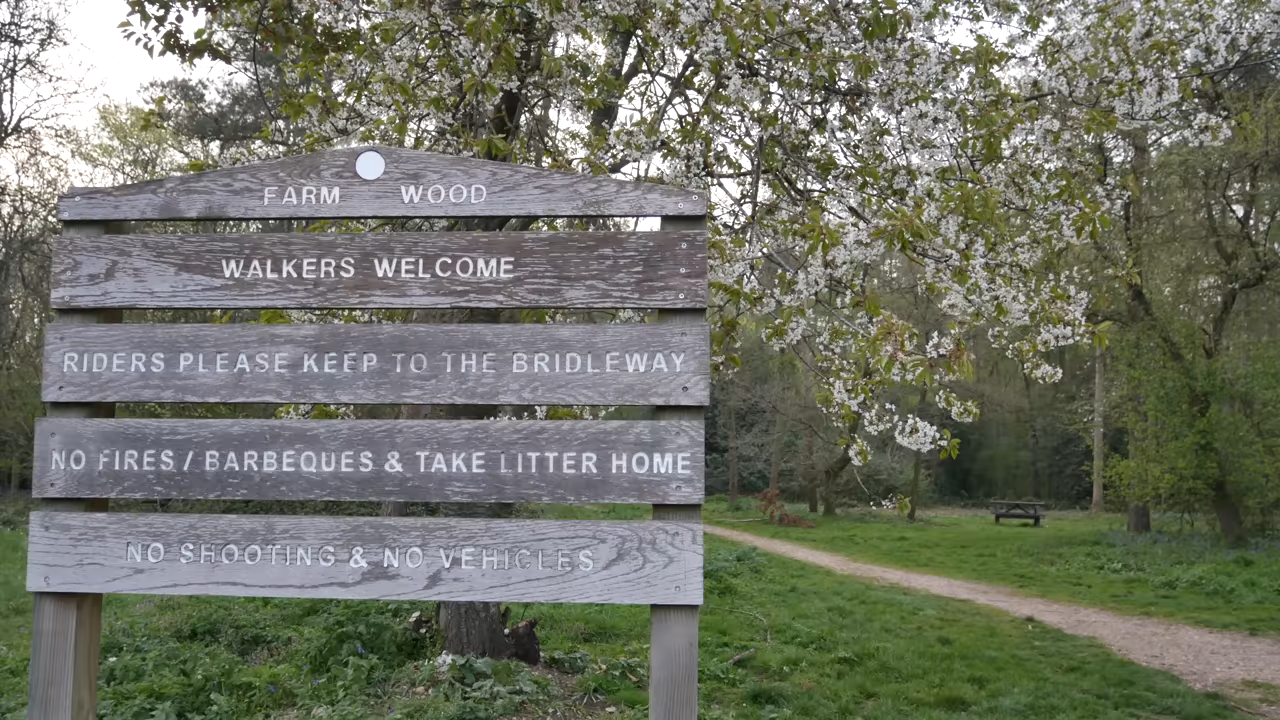 FARM WOOD
WALKERS WELCOME
RIDERS PLEASE KEEP TO THE BRIDLEWAY
NO FIRES / BARBEQUES & TAKE LITTER HOME
NO SHOOTING & NO VEHICLES